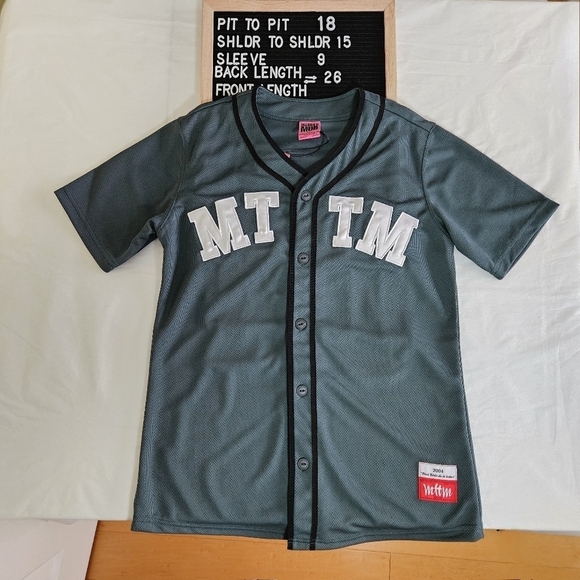 PIT TO PIT 18
SHLDR TO SHLDR 15
SLEEVE 9
BACK LENGTH ⇌ 26
FRONT LENGTH
MT TM
2004